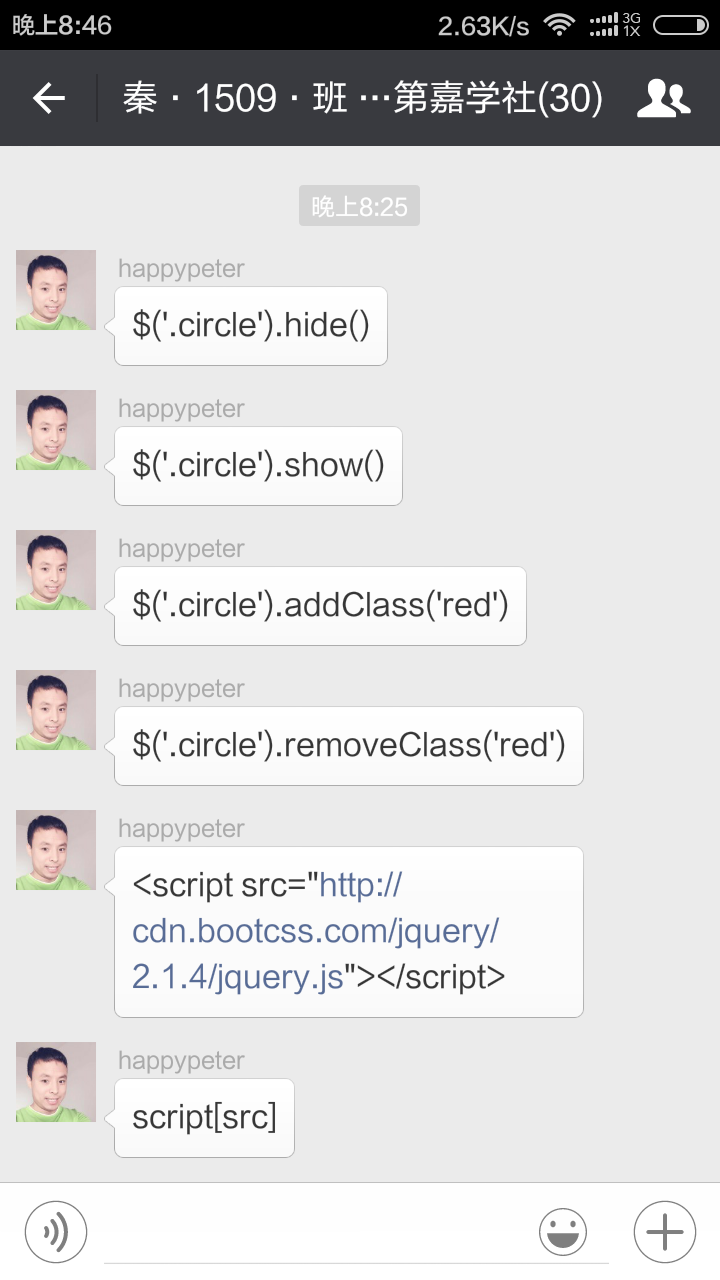 晚上8:46 2.63K/s 3G 1X
秦·1509·班 …第嘉学社(30)
晚上8:25
happypeter
$('.circle').hide()
happypeter
$('.circle').show()
happypeter
$('.circle').addClass('red')
happypeter
$('.circle').removeClass('red')
happypeter
<script src="http://
cdn.bootcss.com/jquery/
2.1.4/jquery.js"></script>
happypeter
script[src]